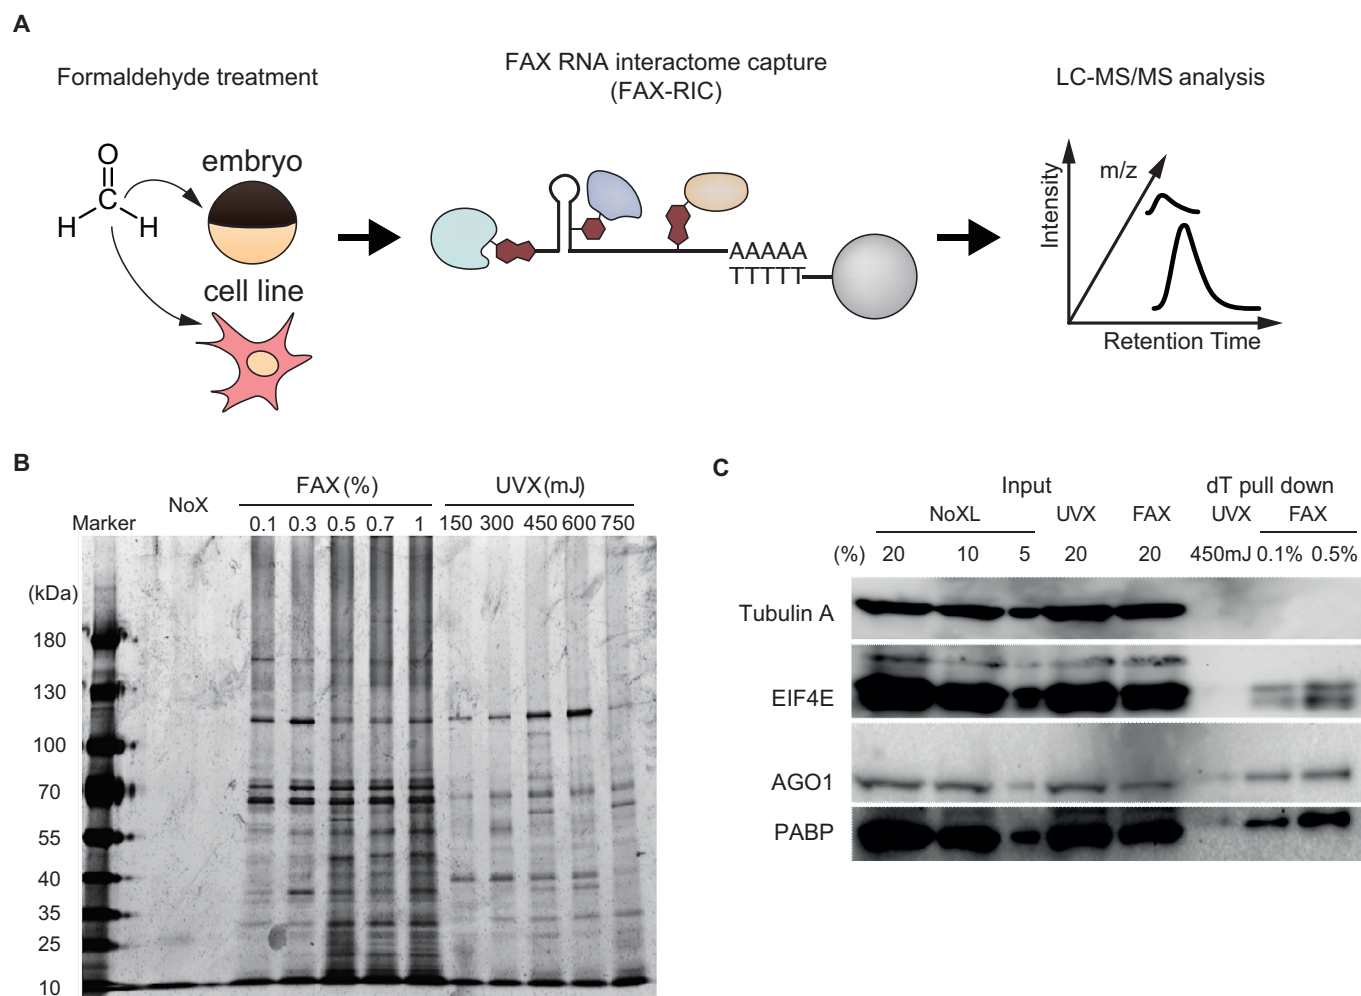 A
Formaldehyde treatment
FAX RNA interactome capture
(FAX-RIC)
LC-MS/MS analysis
O
C
H H
embryo
cell line
AAAAA
TTTTT
Intensity
m/z
Retention Time
B
NoX
FAX (%)
UVX (mJ)
Marker
0.1 0.3 0.5 0.7 1 150 300 450 600 750
(kDa)
180
130
100
70
55
40
35
25
10
C
Input
dT pull down
NoXL UVX FAX UVX FAX
(%) 20 10 5 20 20 450mJ 0.1% 0.5%
Tubulin A
EIF4E
AGO1
PABP